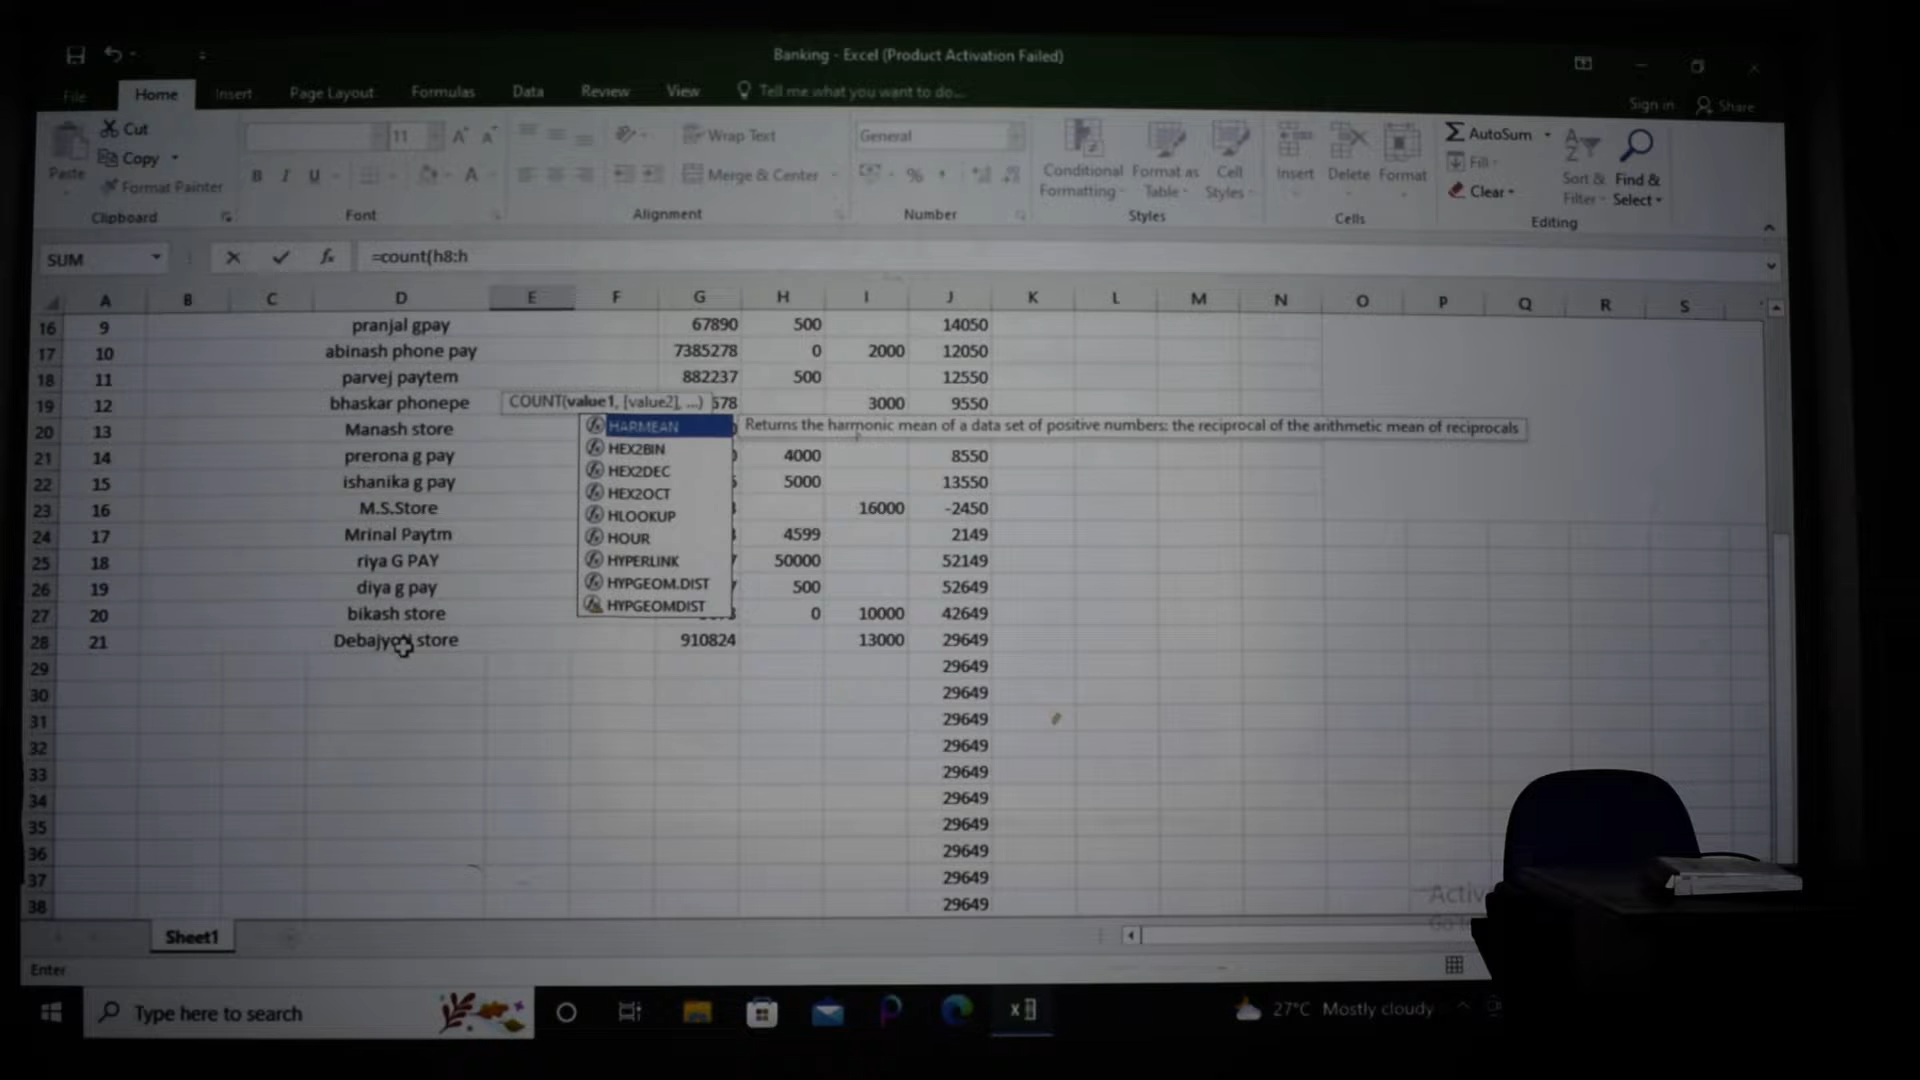 Banking - Excel (Product Activation Failed)
File Home Insert Page Layout Formulas Data Review View Tell me what you want to do...
Sign in Share
Paste
Cut
Copy
Format Painter
Clipboard
11
B I U
Font
Wrap Text
Merge & Center
Alignment
General
%
Number
Conditional Formatting
Format as Table
Cell Styles
Styles
Insert Delete Format
Cells
AutoSum
Fill
Clear
Sort & Filter
Find & Select
Editing
SUM
fx
=count(h8:h
A B C D E F G H I J K L M N O P Q R S
16 9 pranjal gpay 67890 500 14050
17 10 abinash phone pay 7385278 0 2000 12050
18 11 parvej paytem 882237 500 12550
19 12 bhaskar phonepe 578 3000 9550
COUNT(value1, [value2], ...)
20 13 Manash store
21 14 prerona g pay 4000 8550
22 15 ishanika g pay 5000 13550
23 16 M.S.Store 16000 -2450
24 17 Mrinal Paytm 4599 2149
25 18 riya G PAY 50000 52149
26 19 diya g pay 500 52649
27 20 bikash store 0 10000 42649
28 21 store 910824 13000 29649
29 29649
30 29649
31 29649
32 29649
33 29649
34 29649
35 29649
36 29649
37 29649
38 29649
HARMEAN
HEX2BIN
HEX2DEC
HEX2OCT
HLOOKUP
HOUR
HYPERLINK
HYPGEOM.DIST
HYPGEOMDIST
Returns the harmonic mean of a data set of positive numbers: the reciprocal of the arithmetic mean of reciprocals
Activ
Go t
Sheet1
Enter
Type here to search
27°C Mostly cloudy